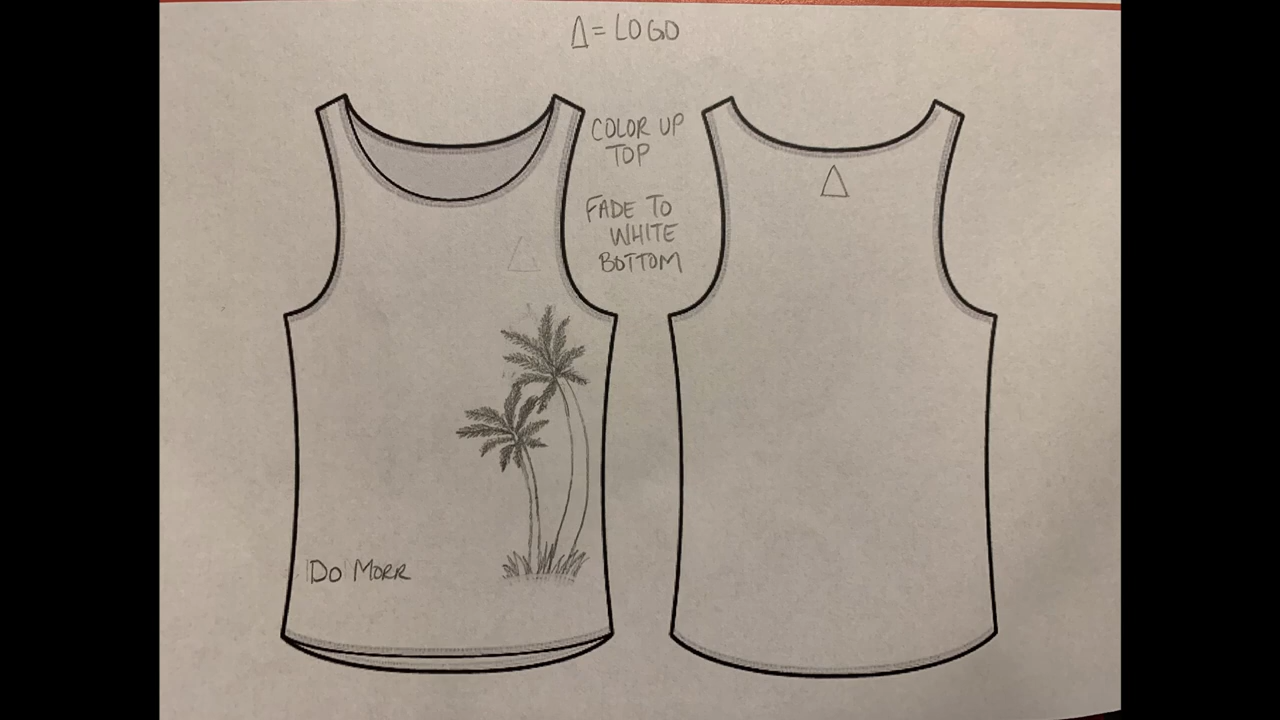 Δ = LOGO
COLOR UP
TOP
FADE TO
WHITE
BOTTOM
DO MORR